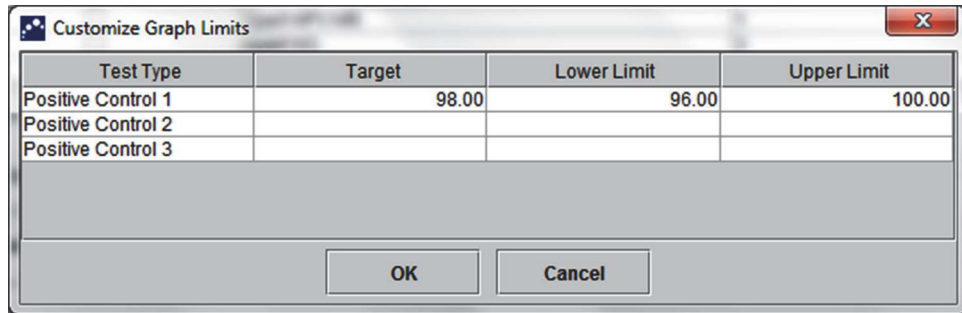 Customize Graph Limits
Test Type Target Lower Limit Upper Limit
Positive Control 1 98.00 96.00 100.00
Positive Control 2
Positive Control 3
OK Cancel